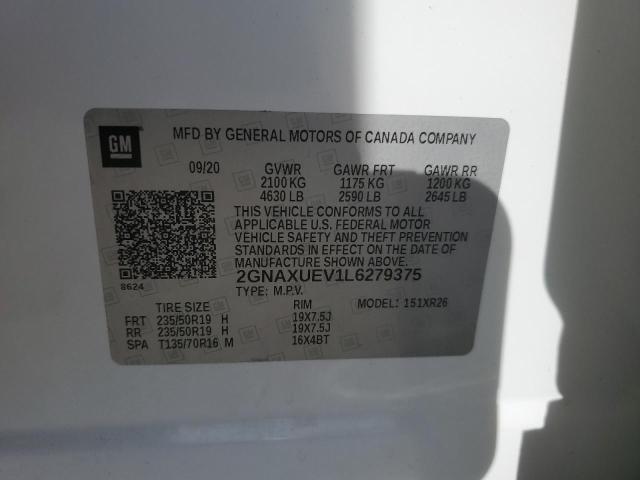 GM
MFD BY GENERAL MOTORS OF CANADA COMPANY
09/20 GVWR GAWR FRT GAWR RR
2100 KG 1175 KG 1200 KG
4630 LB 2590 LB 2645 LB
THIS VEHICLE CONFORMS TO ALL
APPLICABLE U.S. FEDERAL MOTOR
VEHICLE SAFETY AND THEFT PREVENTION
STANDARDS IN EFFECT ON THE DATE OF
MANUFACTURE SHOWN ABOVE.
8624 2GNAXUEV1L6279375
TYPE: M.P.V.
TIRE SIZE RIM MODEL: 151XR26
FRT 235/50R19 H 19X7.5J
RR 235/50R19 H 19X7.5J
SPA T135/70R16 M 16X4BT